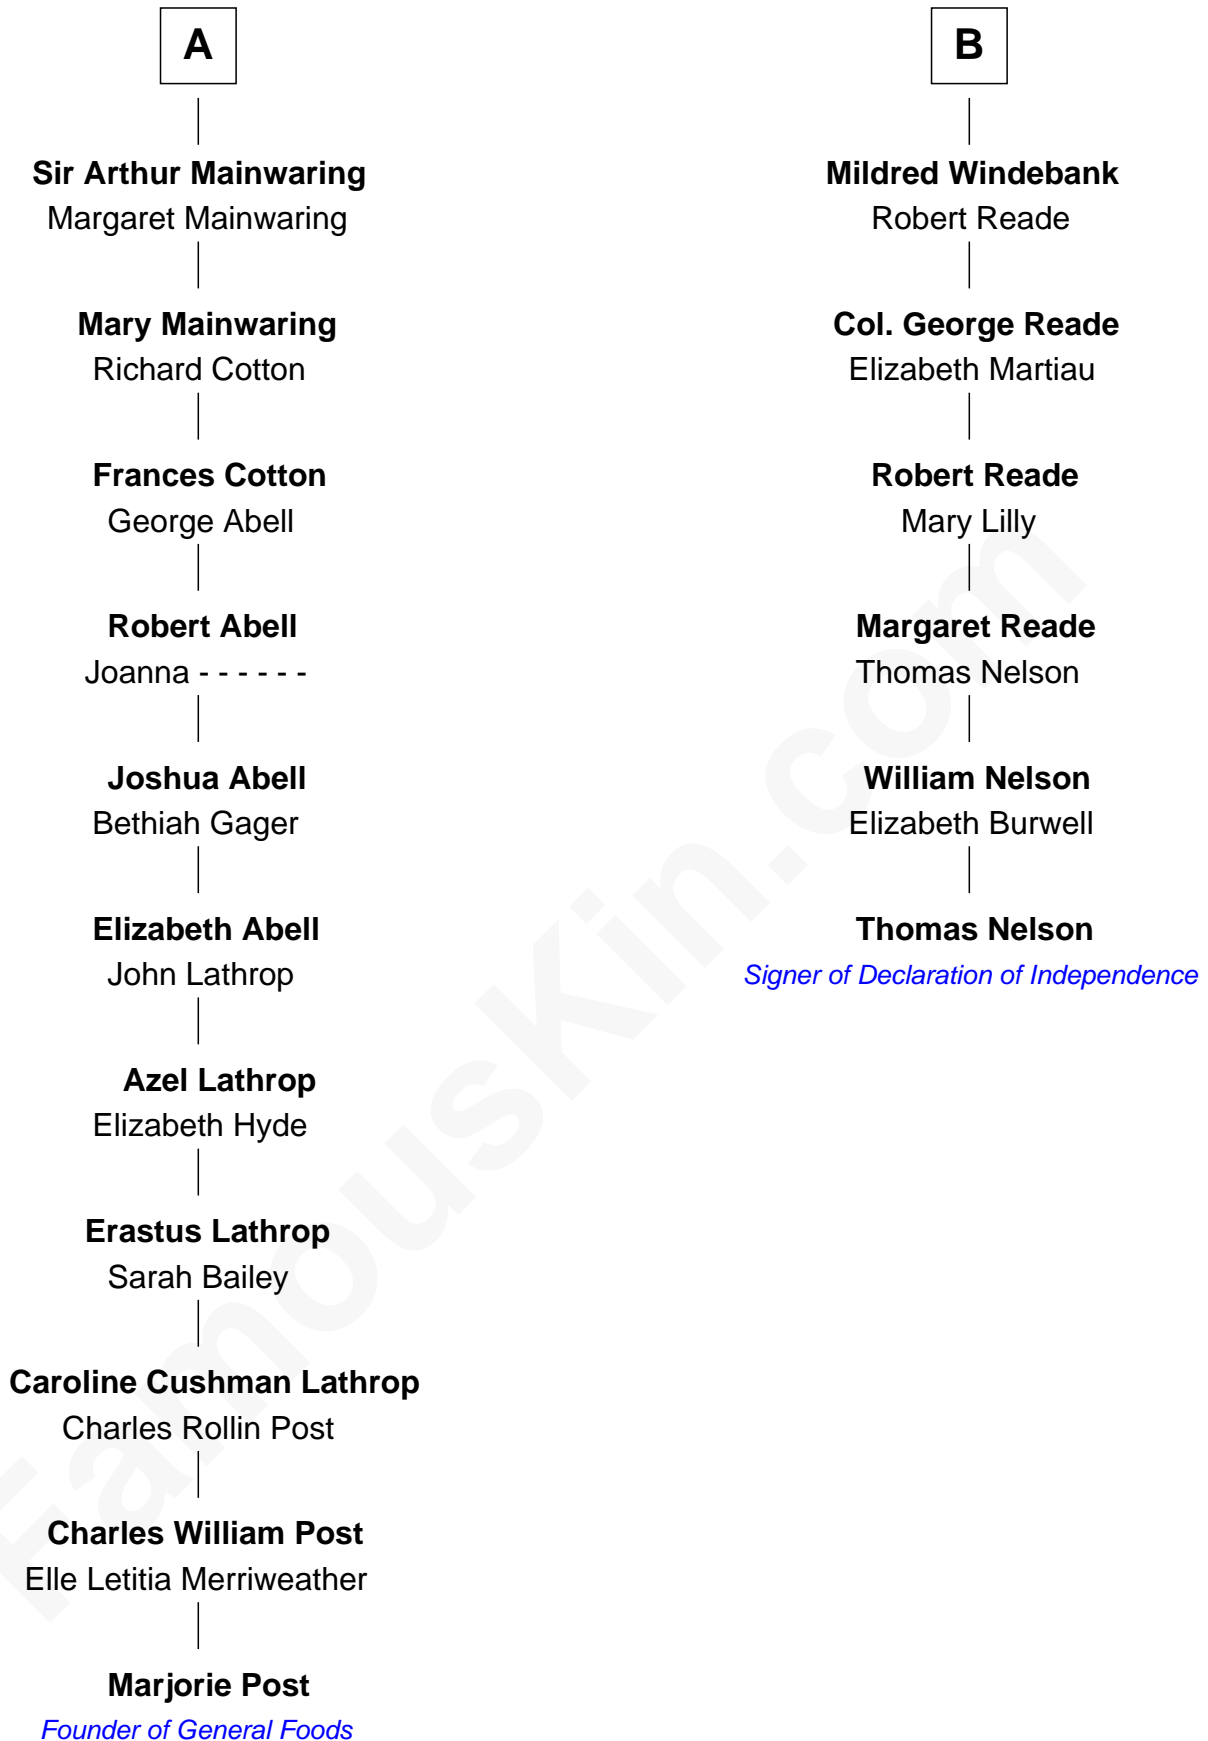 A
Sir Arthur Mainwaring
Margaret Mainwaring
Mary Mainwaring
Richard Cotton
Frances Cotton
George Abell
Robert Abell
Joanna - - - - - -
Joshua Abell
Bethiah Gager
Elizabeth Abell
John Lathrop
Azel Lathrop
Elizabeth Hyde
Erastus Lathrop
Sarah Bailey
Caroline Cushman Lathrop
Charles Rollin Post
Charles William Post
Elle Letitia Merriweather
Marjorie Post
Founder of General Foods
B
Mildred Windebank
Robert Reade
Col. George Reade
Elizabeth Martiau
Robert Reade
Mary Lilly
Margaret Reade
Thomas Nelson
William Nelson
Elizabeth Burwell
Thomas Nelson
Signer of Declaration of Independence
FamousKin.com